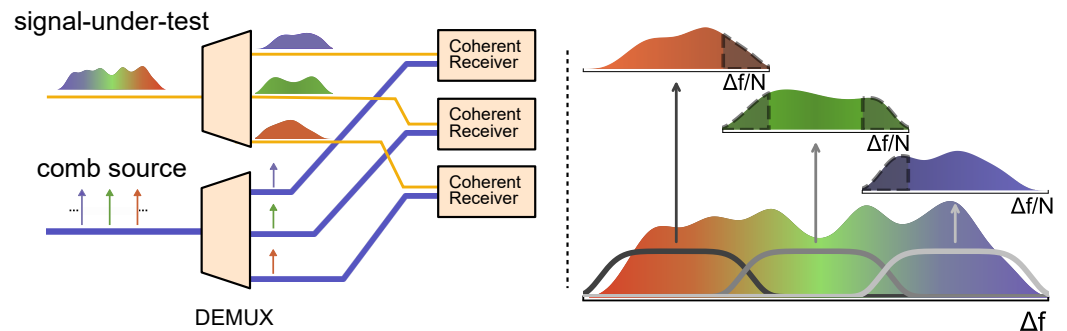 signal-under-test
comb source
...
...
DEMUX
Coherent
Receiver
Coherent
Receiver
Coherent
Receiver
Δf/N
Δf/N
Δf/N
Δf